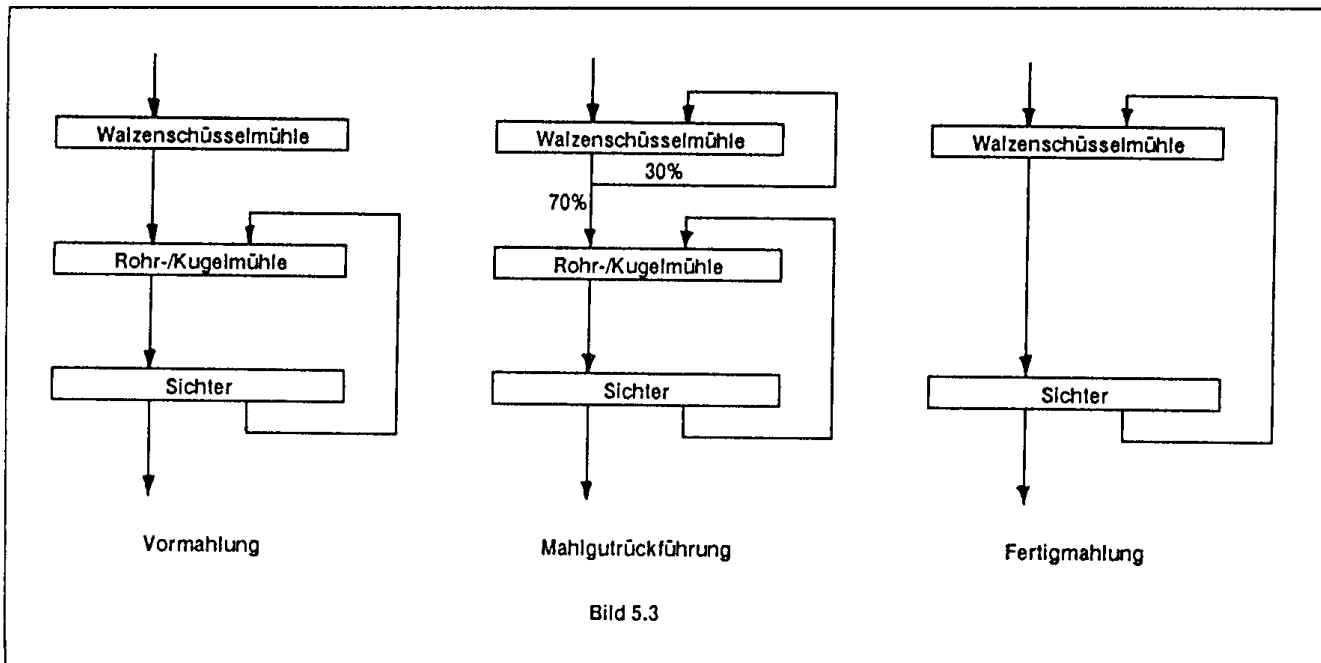 Walzenschüsselmühle
Rohr-/Kugelmühle
Sichter
Vormahlung
Walzenschüsselmühle
30%
70%
Rohr-/Kugelmühle
Sichter
Mahlgutrückführung
Walzenschüsselmühle
Sichter
Fertigmahlung
Bild 5.3